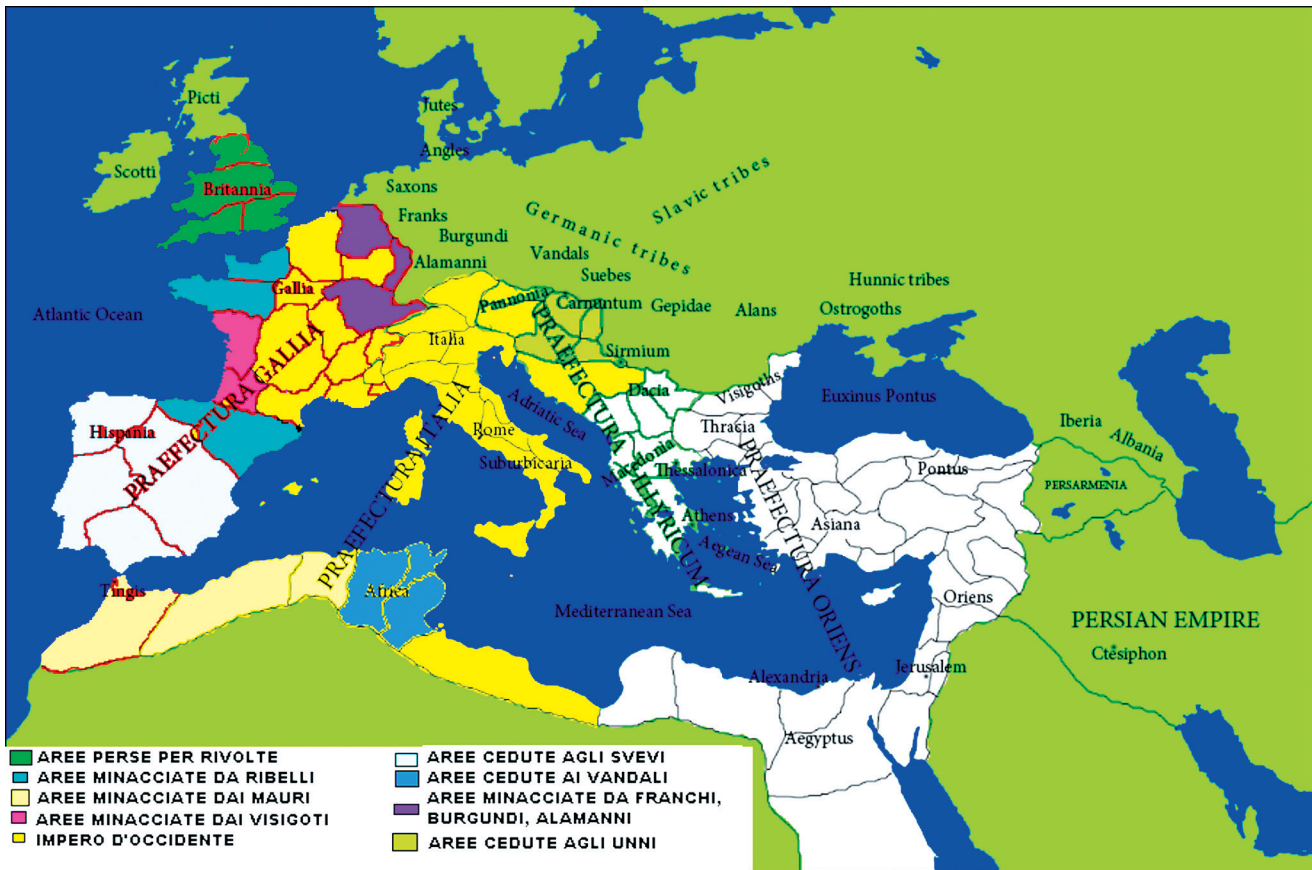 Picti
Jutes
Angles
Scotti
Britannia
Saxons
Franks
Burgundi
Alamanni
Germanic tribes
Slavic tribes
Vandals
Suebes
Hunnic tribes
Ostrogoths
Alans
Gepidae
Carnuntum
Pannonia
Gallia
Atlantic Ocean
Italia
Sirmium
PRAEFECTURA GALLIA
PRAEFECTURA ITALIA
PRAEFECTURA ILLYRICUM
PRAEFECTURA ORIENS
Dacia
Visigoths
Euxinus Pontus
Adriatic Sea
Hispania
Rome
Suburbicaria
Thracia
Macedonia
Thessalonica
Iberia
Albania
Pontus
PERSARMENIA
Athens
Asiana
Aegean Sea
Tingis
Africa
Mediterranean Sea
Oriens
PERSIAN EMPIRE
Ctesiphon
Jerusalem
Alexandria
Aegyptus
AREE PERSE PER RIVOLTE
AREE MINACCIATE DA RIBELLI
AREE MINACCIATE DAI MAURI
AREE MINACCIATE DAI VISIGOTI
IMPERO D'OCCIDENTE
AREE CEDUTE AGLI SVEVI
AREE CEDUTE AI VANDALI
AREE MINACCIATE DA FRANCHI,
BURGUNDI, ALAMANNI
AREE CEDUTE AGLI UNNI